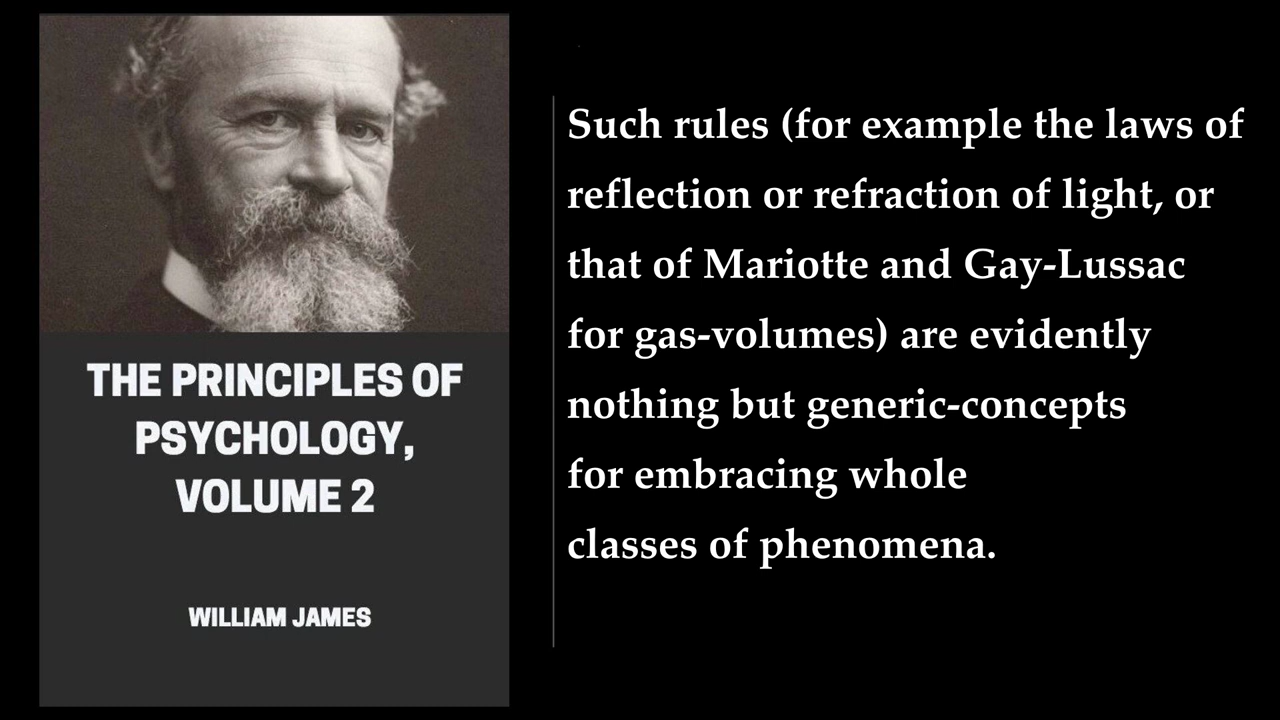 THE PRINCIPLES OF
PSYCHOLOGY,
VOLUME 2
WILLIAM JAMES
Such rules (for example the laws of
reflection or refraction of light, or
that of Mariotte and Gay-Lussac
for gas-volumes) are evidently
nothing but generic-concepts
for embracing whole
classes of phenomena.